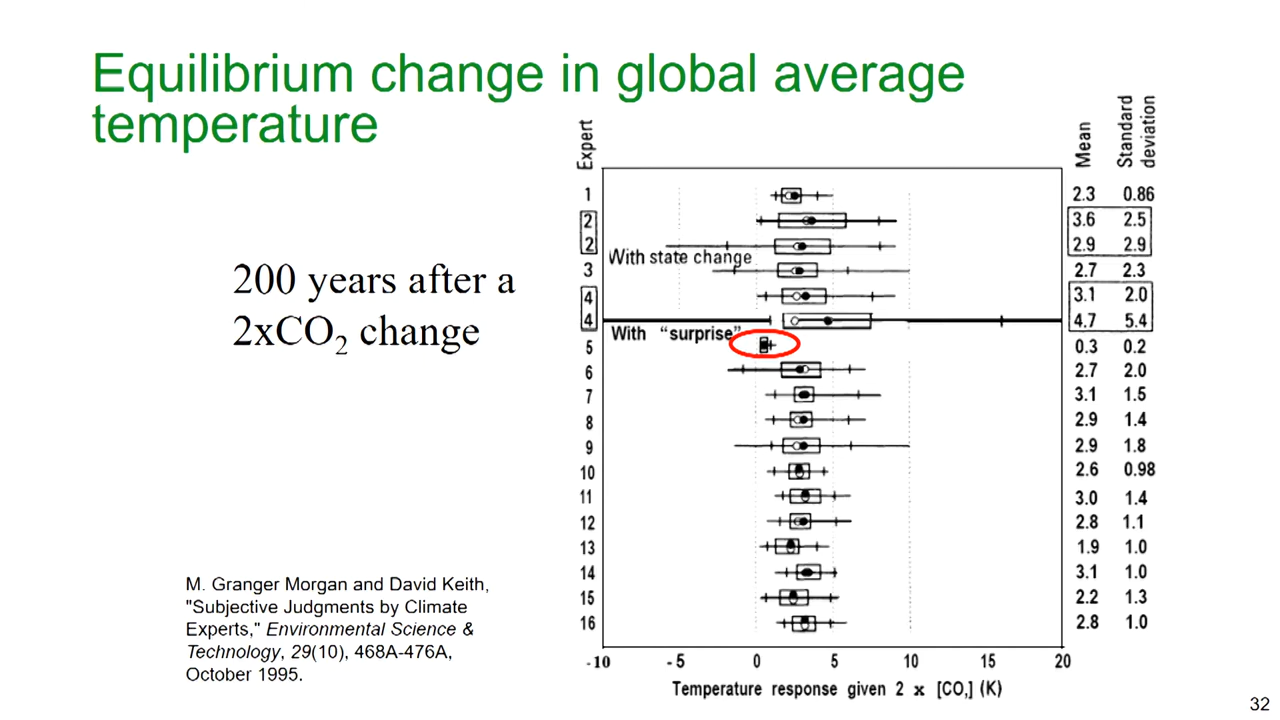 Equilibrium change in global average
temperature
200 years after a
2xCO₂ change
M. Granger Morgan and David Keith,
"Subjective Judgments by Climate
Experts," Environmental Science &
Technology, 29(10), 468A-476A,
October 1995.
Expert Mean Standard deviation
1 2.3 0.86
2 3.6 2.5
2 2.9 2.9
With state change
3 2.7 2.3
4 3.1 2.0
4 4.7 5.4
With “surprise”
5 0.3 0.2
6 2.7 2.0
7 3.1 1.5
8 2.9 1.4
9 2.9 1.8
10 2.6 0.98
11 3.0 1.4
12 2.8 1.1
13 1.9 1.0
14 3.1 1.0
15 2.2 1.3
16 2.8 1.0
-10 -5 0 5 10 15 20
Temperature response given 2 x [CO₂] (K)
32